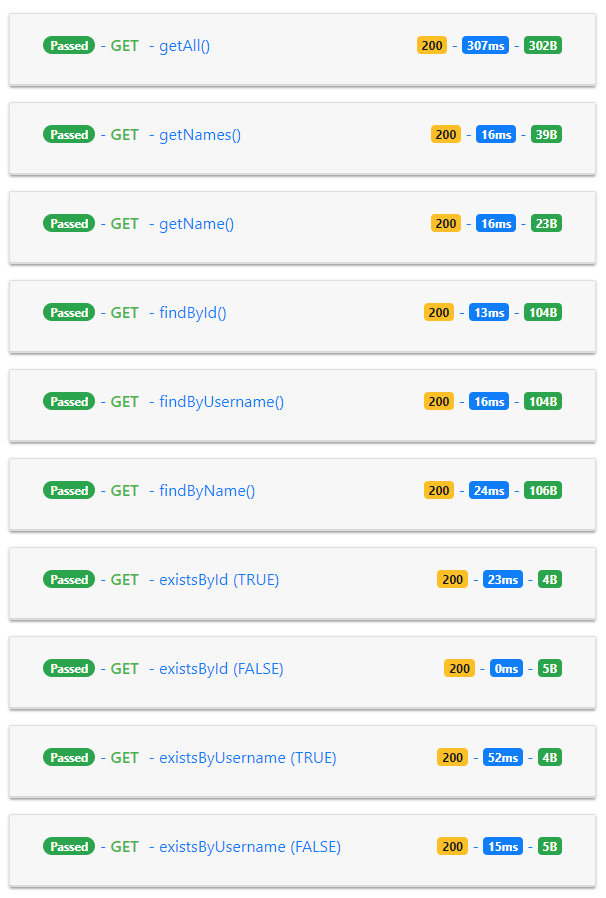 Passed - GET - getAll() 200 - 307ms - 302B
Passed - GET - getNames() 200 - 16ms - 39B
Passed - GET - getName() 200 - 16ms - 23B
Passed - GET - findById() 200 - 13ms - 104B
Passed - GET - findByUsername() 200 - 16ms - 104B
Passed - GET - findByName() 200 - 24ms - 106B
Passed - GET - existsById (TRUE) 200 - 23ms - 4B
Passed - GET - existsById (FALSE) 200 - 0ms - 5B
Passed - GET - existsByUsername (TRUE) 200 - 52ms - 4B
Passed - GET - existsByUsername (FALSE) 200 - 15ms - 5B